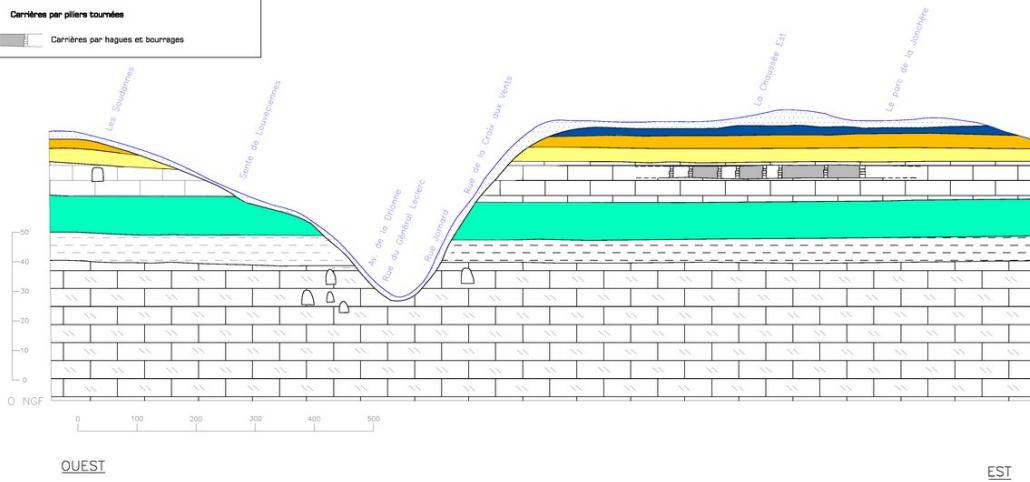 Carrières par piliers tournées
Carrières par hagues et bourrages
Les Soudannes
Sente de Louveciennes
Av. de la Drionne
Rue du Général Leclerc
Rue Jomard
Rue de la Croix aux Vents
La Chaussée Est
Le parc de la Jonchère
50
40
30
20
10
0
0 NGF
0 100 200 300 400 500
OUEST
EST